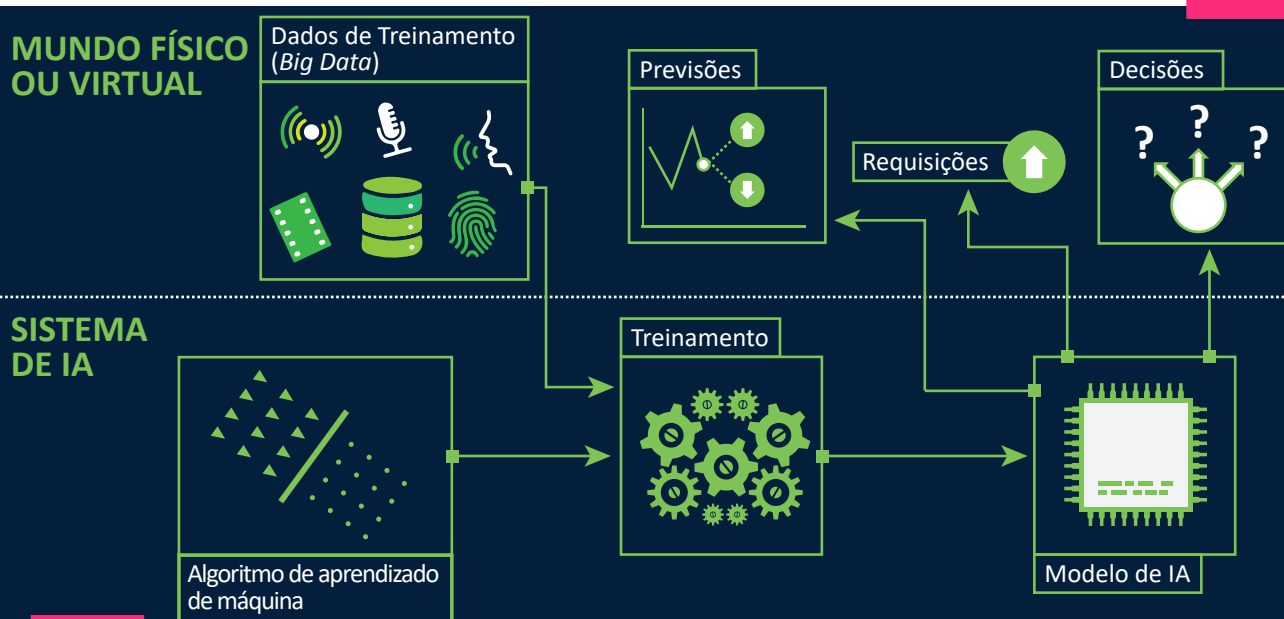 MUNDO FÍSICO
OU VIRTUAL
Dados de Treinamento
(Big Data)
Previsões
Requisições
Decisões
? ? ?
SISTEMA
DE IA
Treinamento
Algoritmo de aprendizado
de máquina
Modelo de IA